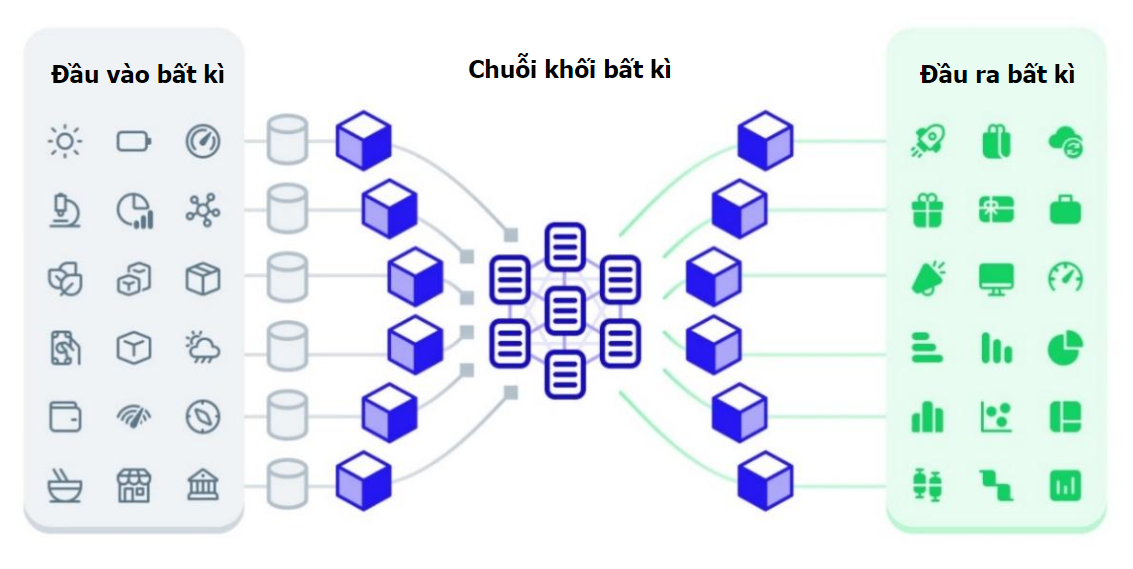 Đầu vào bất kì
Chuỗi khối bất kì
Đầu ra bất kì